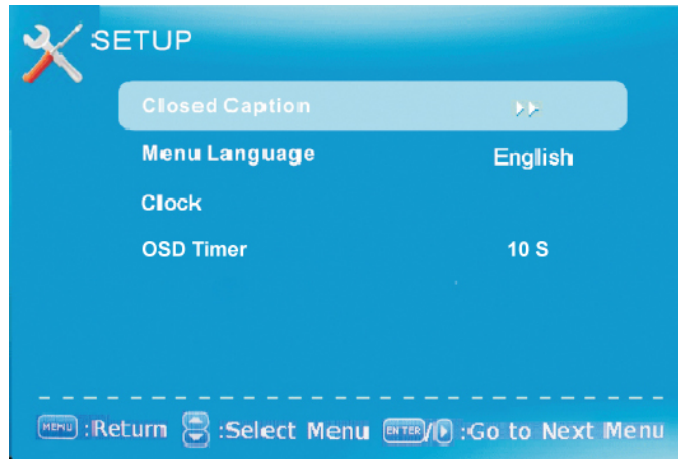 SETUP
Closed Caption
Menu Language English
Clock
OSD Timer 10 S
MENU :Return :Select Menu ENTER/ :Go to Next Menu